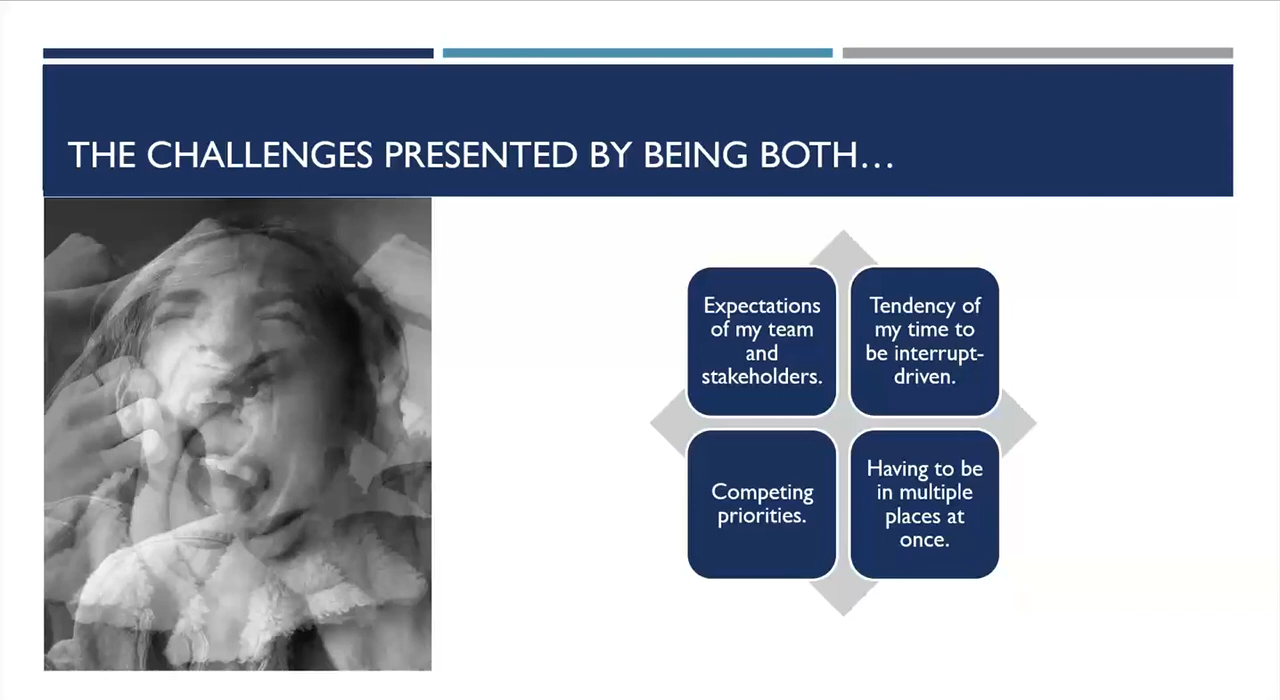 THE CHALLENGES PRESENTED BY BEING BOTH…
Expectations
of my team
and
stakeholders.
Tendency of
my time to
be interrupt-
driven.
Competing
priorities.
Having to be
in multiple
places at
once.